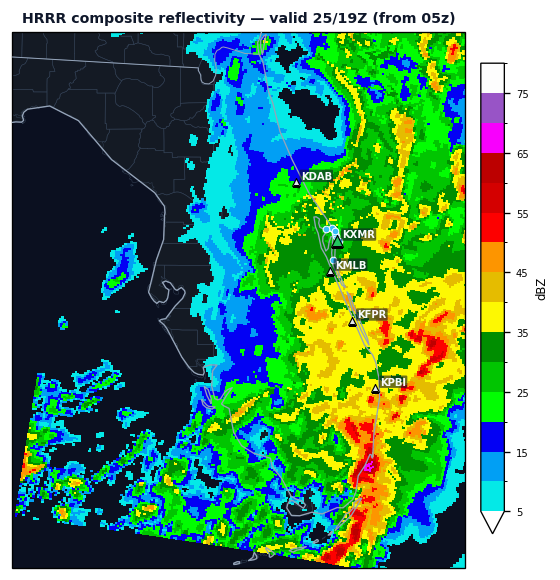 HRRR composite reflectivity — valid 25/19Z (from 05z)
75
65
55
45
35
25
15
5
dBZ
KDAB
KXMR
KMLB
KFPR
KPBI